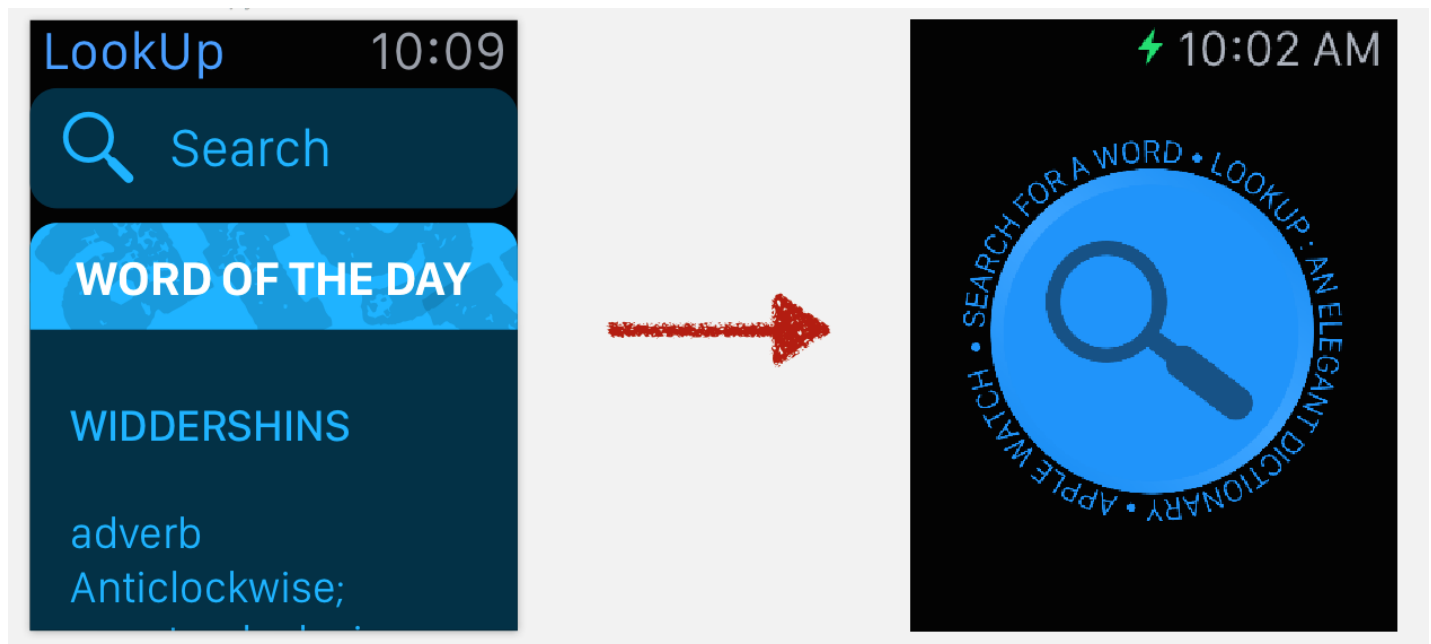 LookUp 10:09
Search
WORD OF THE DAY
WIDDERSHINS
adverb
Anticlockwise;
10:02 AM
SEARCH FOR A WORD • LOOKUP : AN ELEGANT DICTIONARY • APPLE WATCH •